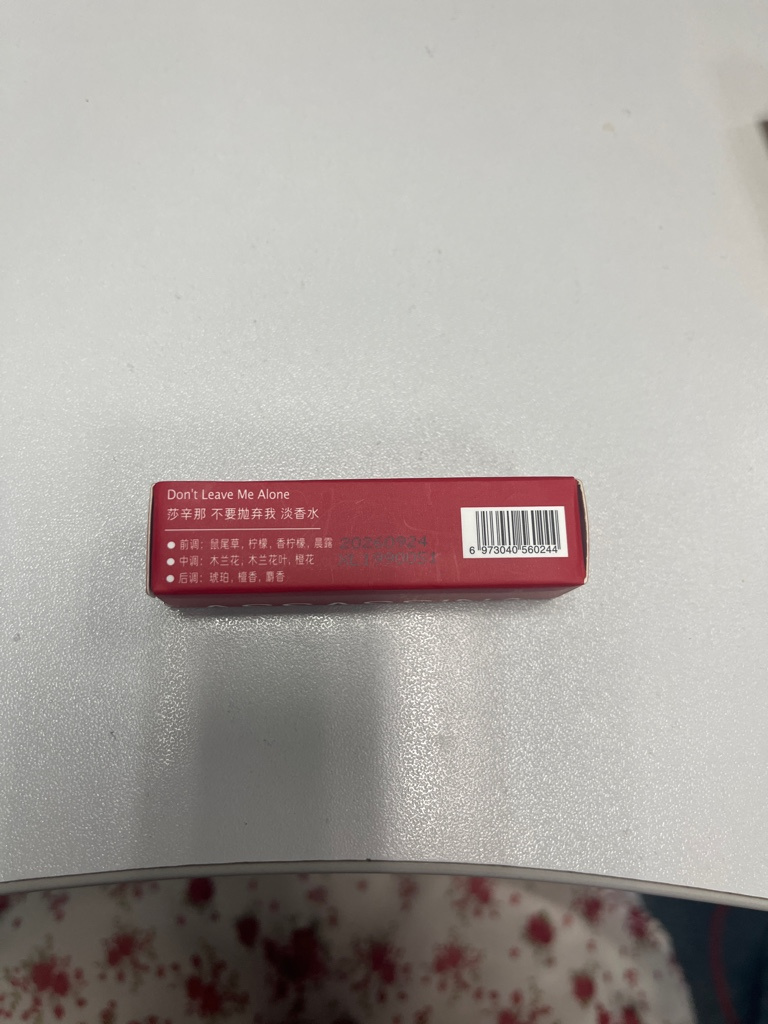 Don't Leave Me Alone
莎辛那 不要抛弃我 淡香水
● 前调: 鼠尾草, 柠檬, 香柠檬, 晨露
● 中调: 木兰花, 木兰花叶, 橙花
● 后调: 琥珀, 檀香, 麝香
6 973040 560244